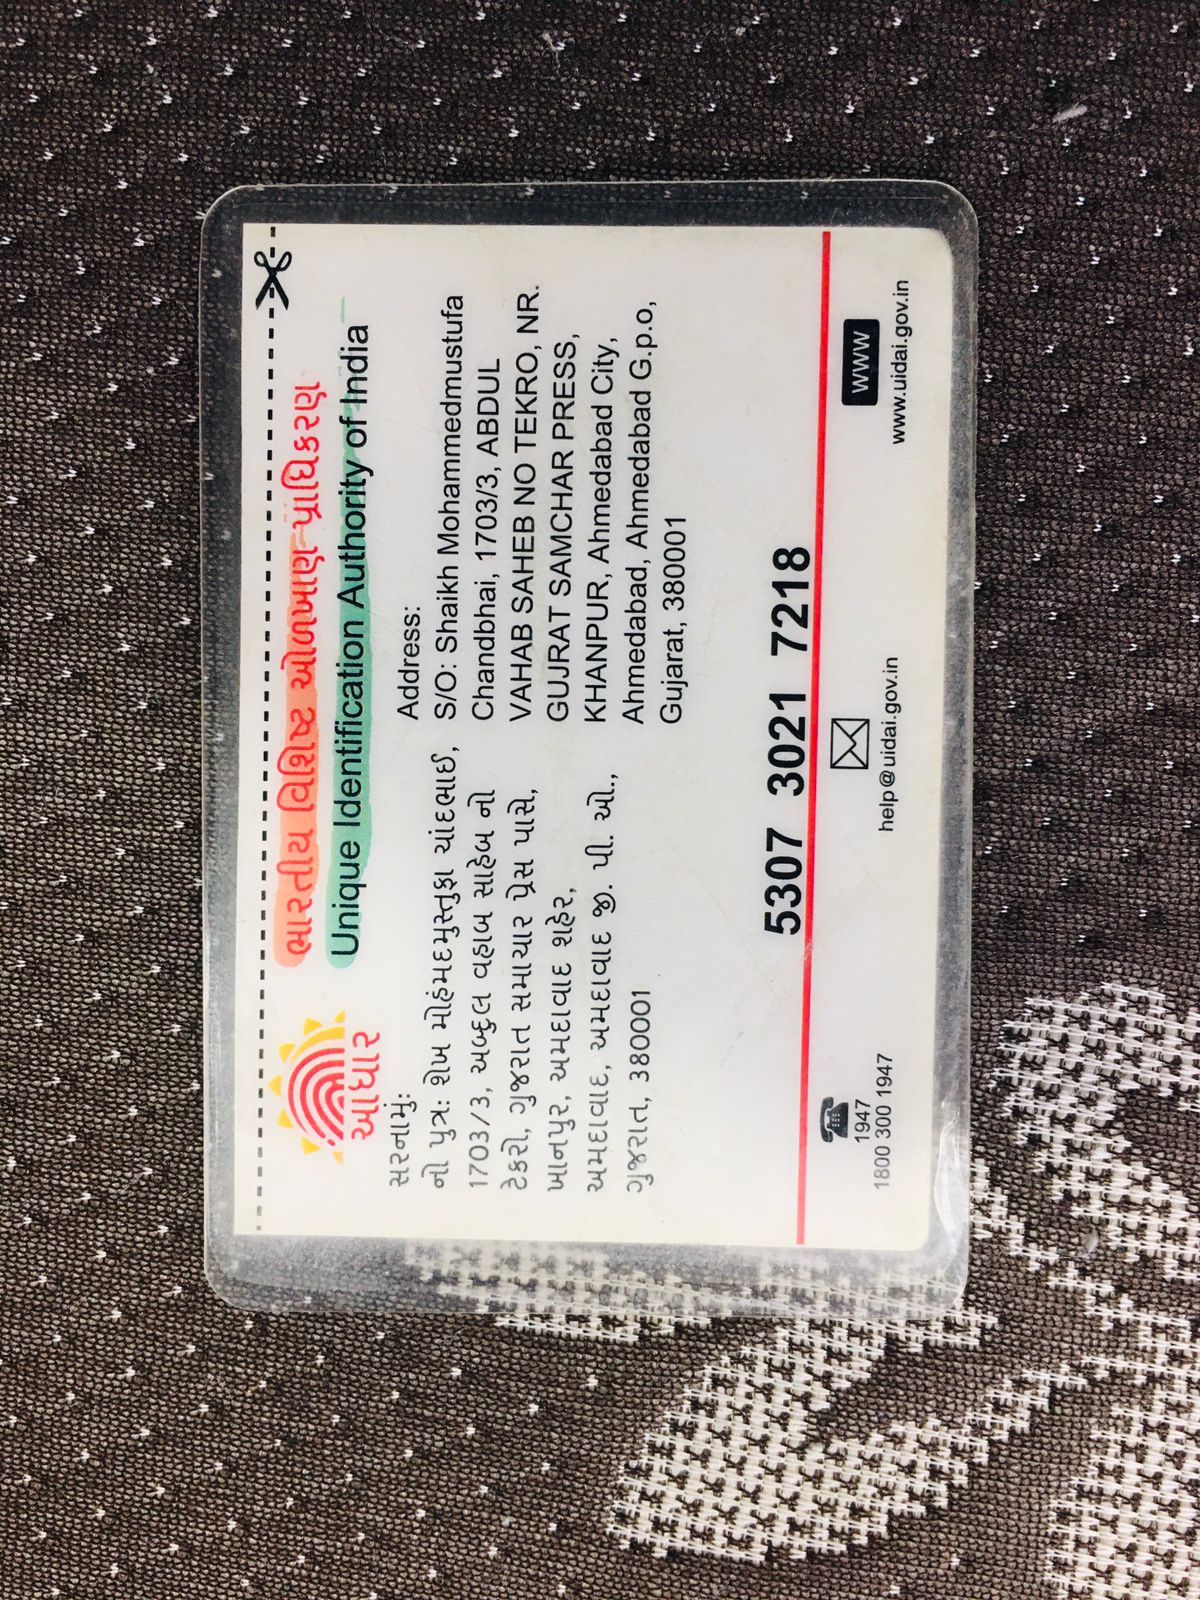 ભારતીય વિશિષ્ટ ઓળખાણ પ્રાધિકરણ
Unique Identification Authority of India
આધાર
સરનામું:
નો પુત્ર: શેખ મોહંમદમુસ્તુફા ચાંદભાઈ,
1703/3, અબ્દુલ વહાબ સાહેબ નો
ટેકરો, ગુજરાત સમાચાર પ્રેસ પાસે,
ખાનપુર, અમદાવાદ શહેર,
અમદાવાદ, અમદાવાદ જી. પી. ઓ.,
ગુજરાત, 380001
Address:
S/O: Shaikh Mohammedmustufa
Chandbhai, 1703/3, ABDUL
VAHAB SAHEB NO TEKRO, NR.
GUJRAT SAMCHAR PRESS,
KHANPUR, Ahmedabad City,
Ahmedabad, Ahmedabad G.p.o,
Gujarat, 380001
5307 3021 7218
1947
1800 300 1947
help@uidai.gov.in
www
www.uidai.gov.in